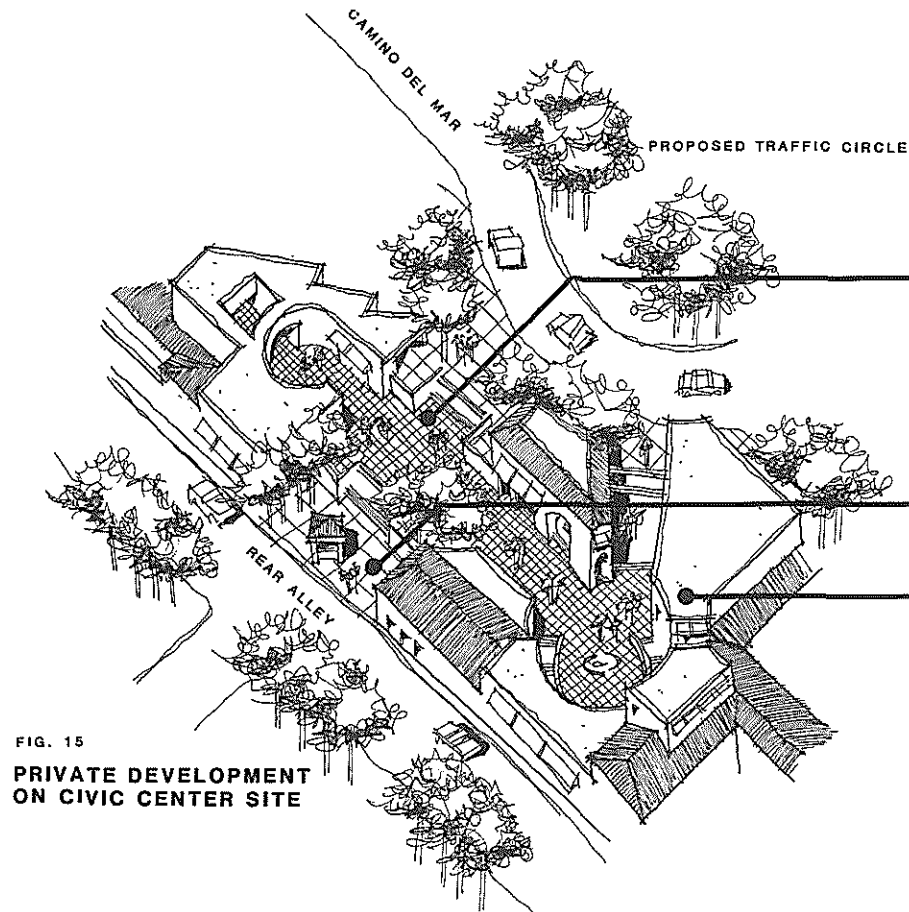 CAMINO DEL MAR
PROPOSED TRAFFIC CIRCLE
REAR ALLEY
FIG. 15
PRIVATE DEVELOPMENT
ON CIVIC CENTER SITE